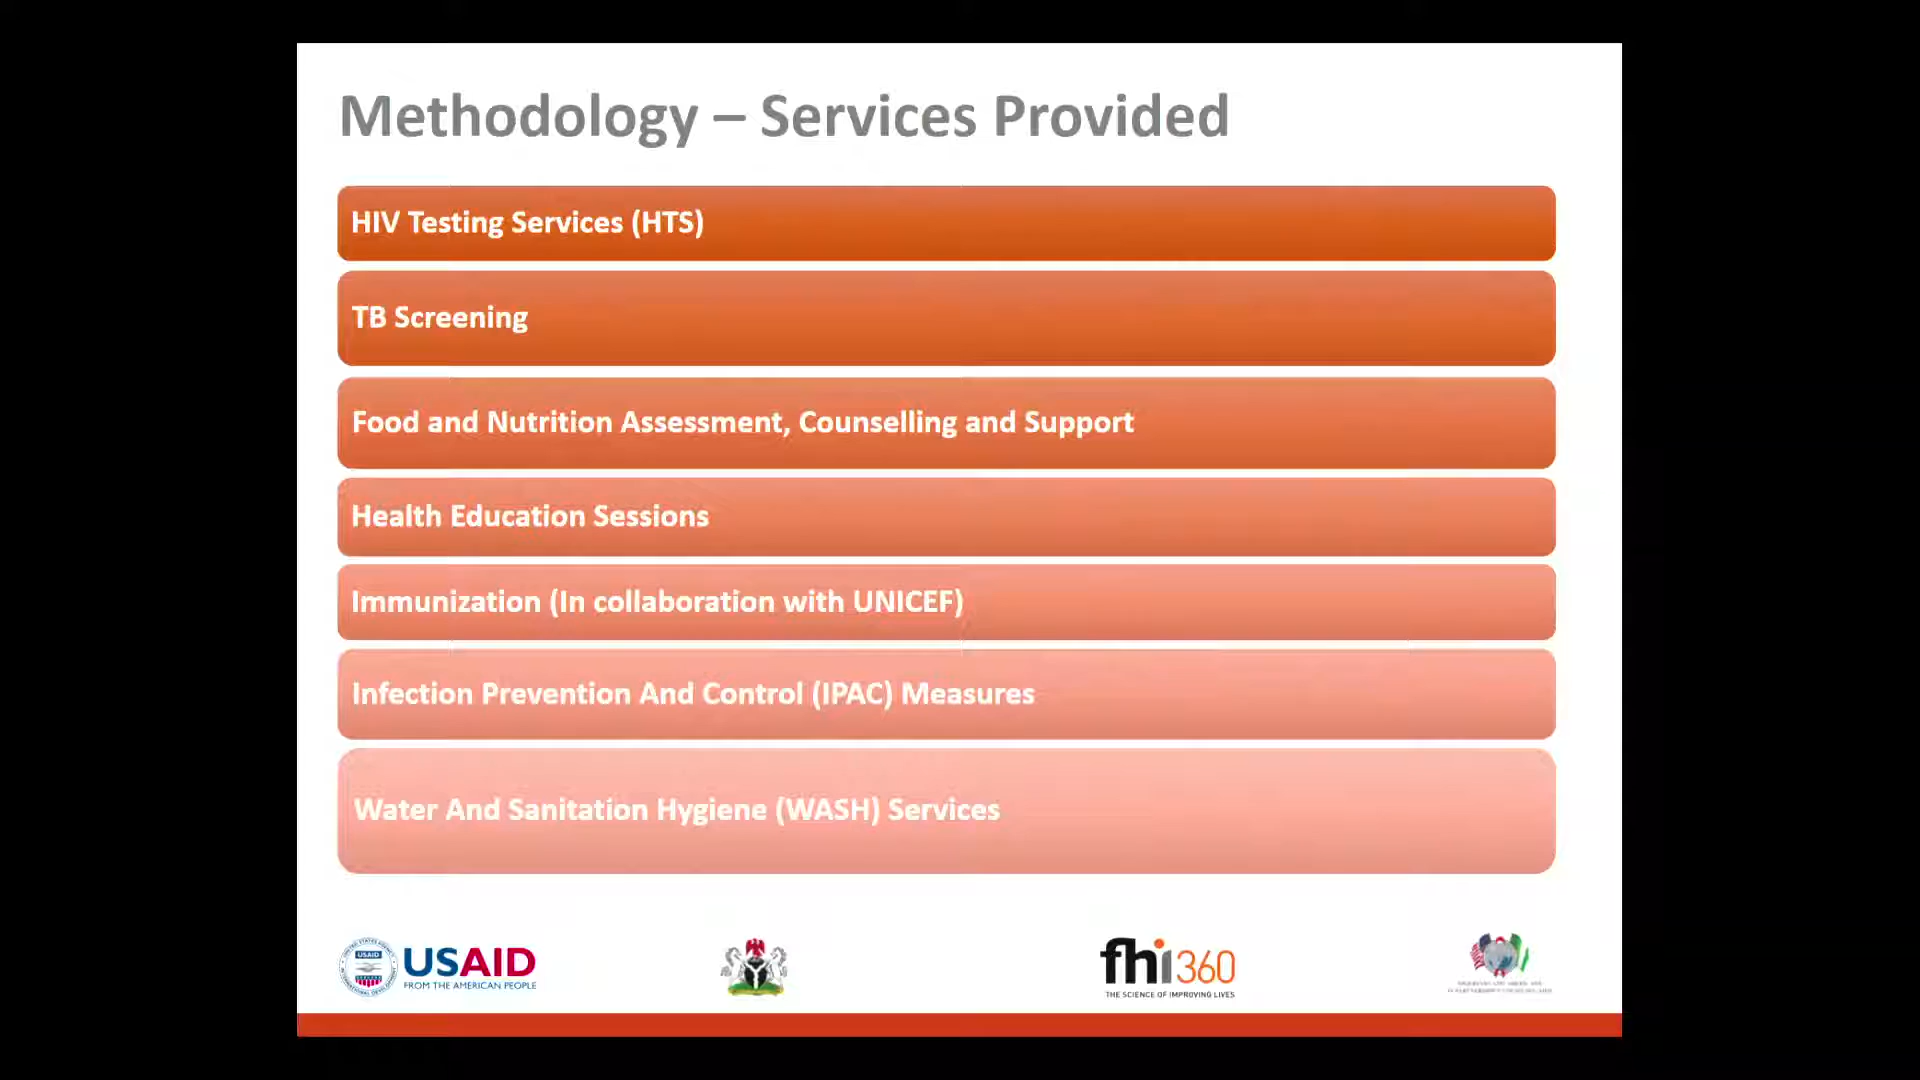 Methodology – Services Provided
HIV Testing Services (HTS)
TB Screening
Food and Nutrition Assessment, Counselling and Support
Health Education Sessions
Immunization (In collaboration with UNICEF)
Infection Prevention And Control (IPAC) Measures
Water And Sanitation Hygiene (WASH) Services
USAID
USAID
FROM THE AMERICAN PEOPLE
fhi360
THE SCIENCE OF IMPROVING LIVES